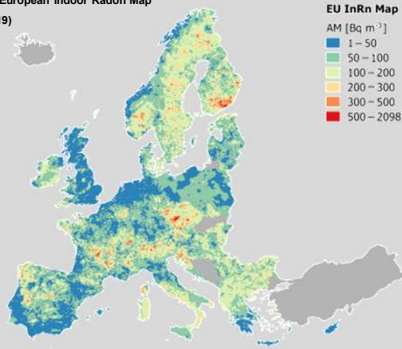 European Indoor Radon Map
19)
EU InRn Map
AM [Bq m⁻³]
1 – 50
50 – 100
100 – 200
200 – 300
300 – 500
500 – 2098